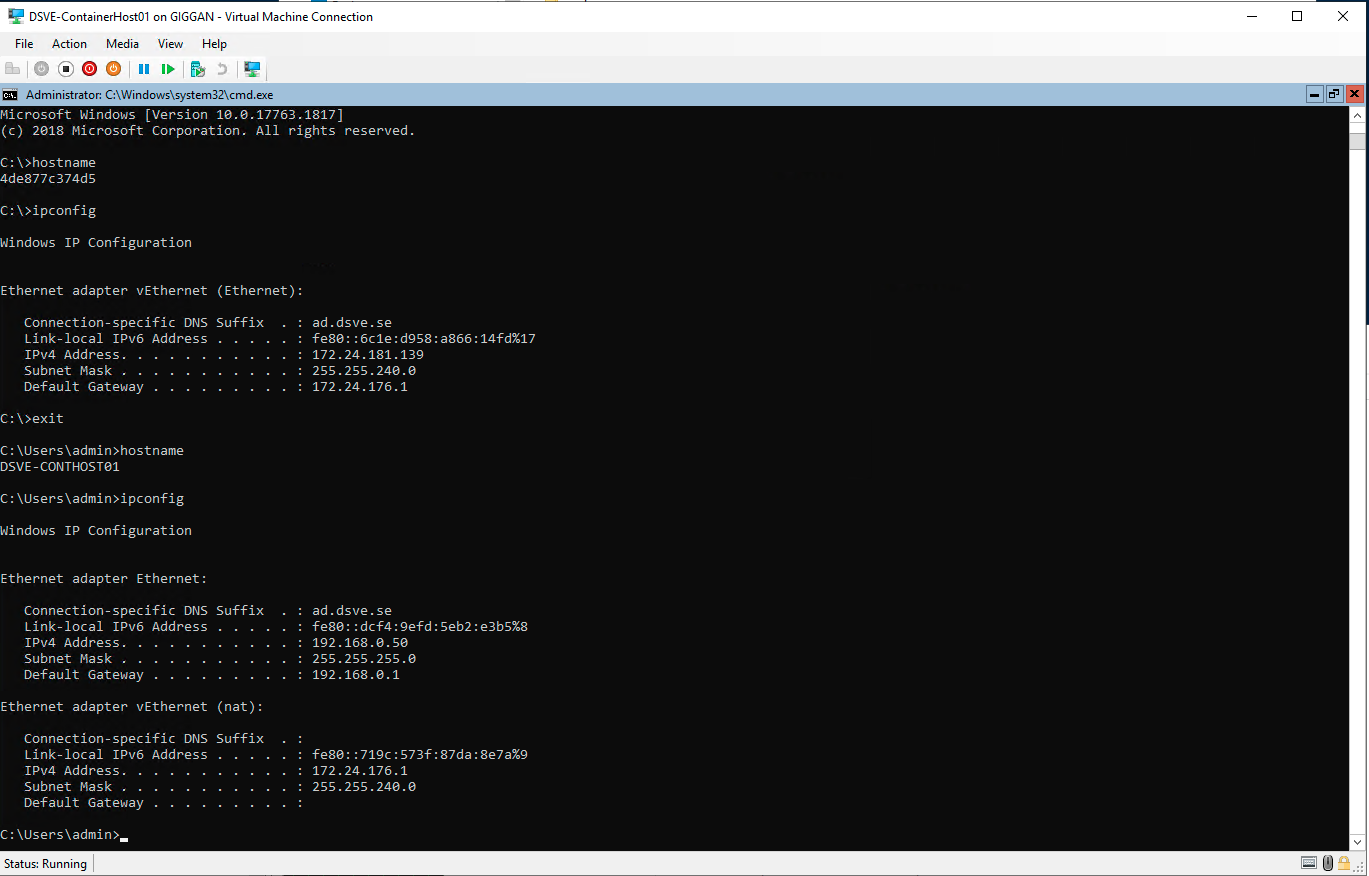 DSVE-ContainerHost01 on GIGGAN - Virtual Machine Connection
File Action Media View Help
Administrator: C:\Windows\system32\cmd.exe
Microsoft Windows [Version 10.0.17763.1817]
(c) 2018 Microsoft Corporation. All rights reserved.
C:\>hostname
4de877c374d5
C:\>ipconfig
Windows IP Configuration
Ethernet adapter vEthernet (Ethernet):
Connection-specific DNS Suffix  . : ad.dsve.se
Link-local IPv6 Address . . . . . : fe80::6c1e:d958:a866:14fd%17
IPv4 Address. . . . . . . . . . . : 172.24.181.139
Subnet Mask . . . . . . . . . . . : 255.255.240.0
Default Gateway . . . . . . . . . : 172.24.176.1
C:\>exit
C:\Users\admin>hostname
DSVE-CONTHOST01
C:\Users\admin>ipconfig
Windows IP Configuration
Ethernet adapter Ethernet:
Connection-specific DNS Suffix  . : ad.dsve.se
Link-local IPv6 Address . . . . . : fe80::dcf4:9efd:5eb2:e3b5%8
IPv4 Address. . . . . . . . . . . : 192.168.0.50
Subnet Mask . . . . . . . . . . . : 255.255.255.0
Default Gateway . . . . . . . . . : 192.168.0.1
Ethernet adapter vEthernet (nat):
Connection-specific DNS Suffix  . :
Link-local IPv6 Address . . . . . : fe80::719c:573f:87da:8e7a%9
IPv4 Address. . . . . . . . . . . : 172.24.176.1
Subnet Mask . . . . . . . . . . . : 255.255.240.0
Default Gateway . . . . . . . . . :
C:\Users\admin>
Status: Running